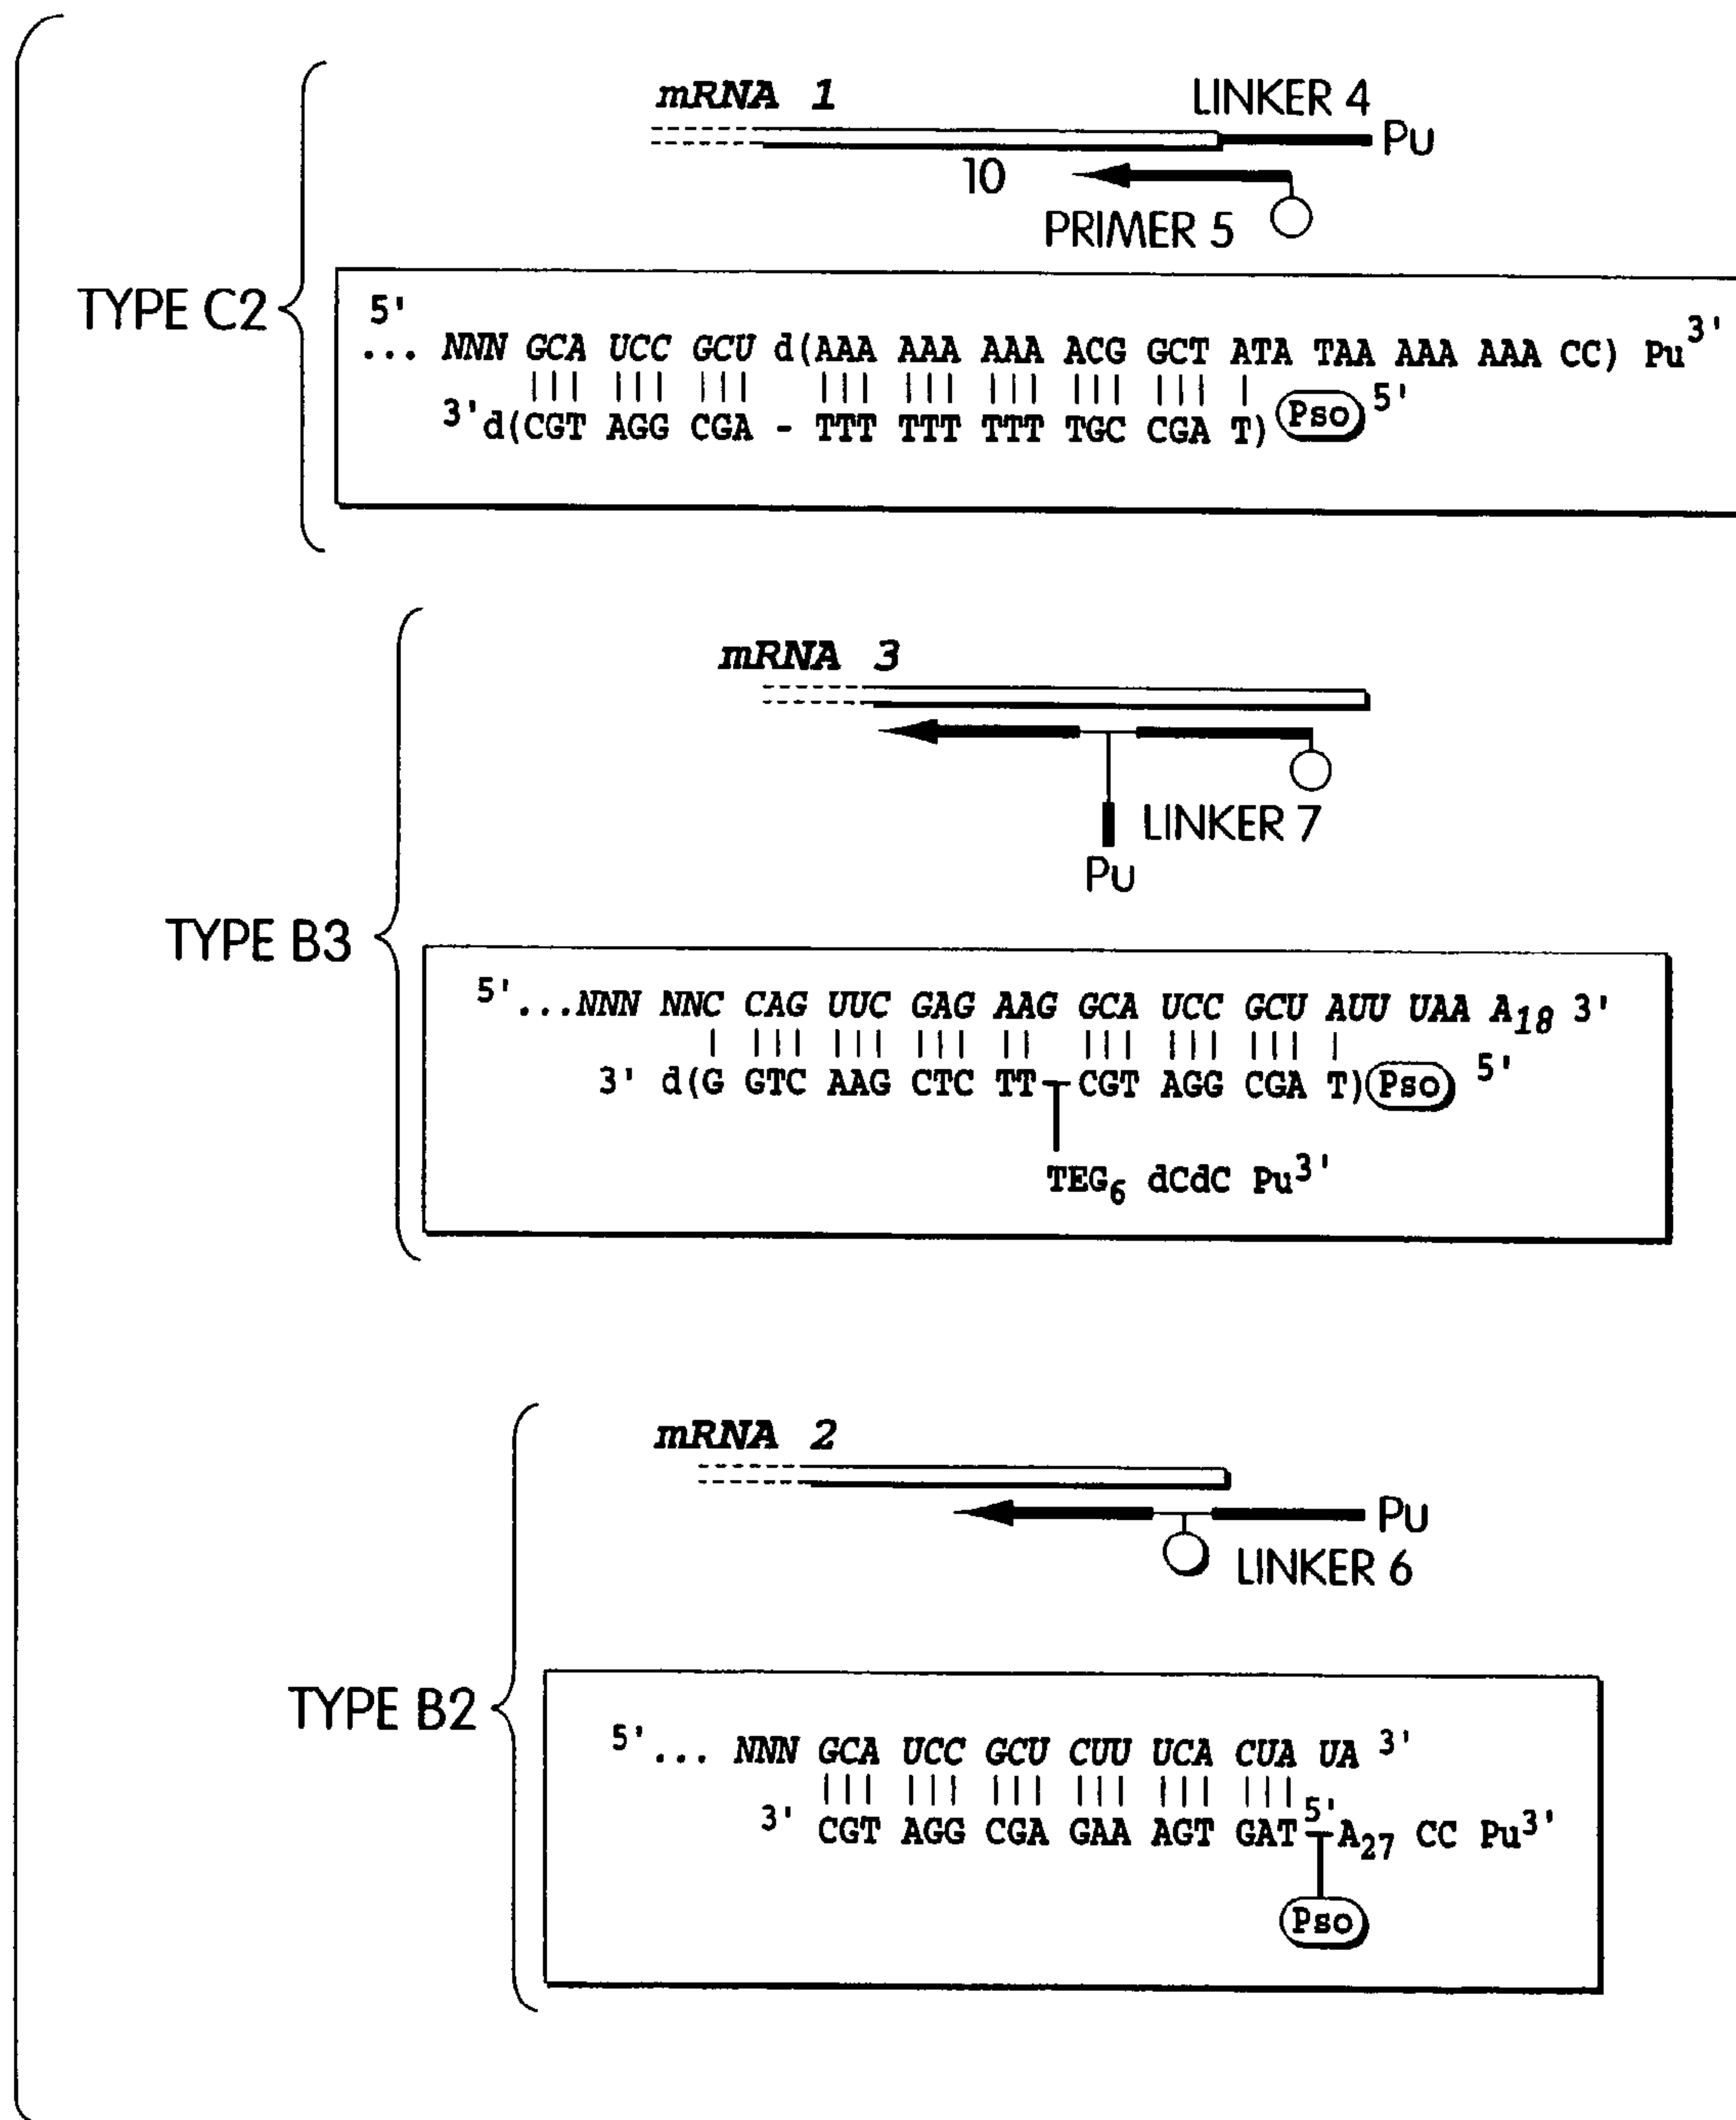 mRNA 1
LINKER 4
Pu
10
PRIMER 5
TYPE C2
5'
... NNN GCA UCC GCU d(AAA AAA AAA ACG GCT ATA TAA AAA AAA CC) Pu3'
3'd(CGT AGG CGA - TTT TTT TTT TGC CGA T) Pso 5'
mRNA 3
LINKER 7
Pu
TYPE B3
5'...NNN NNC CAG UUC GAG AAG GCA UCC GCU AUU UAA A18 3'
3' d(G GTC AAG CTC TT CGT AGG CGA T) Pso 5'
TEG6 dCdC Pu3'
mRNA 2
Pu
LINKER 6
TYPE B2
5'... NNN GCA UCC GCU CUU UCA CUA UA 3'
3' CGT AGG CGA GAA AGT GAT 5' A27 CC Pu3'
Pso